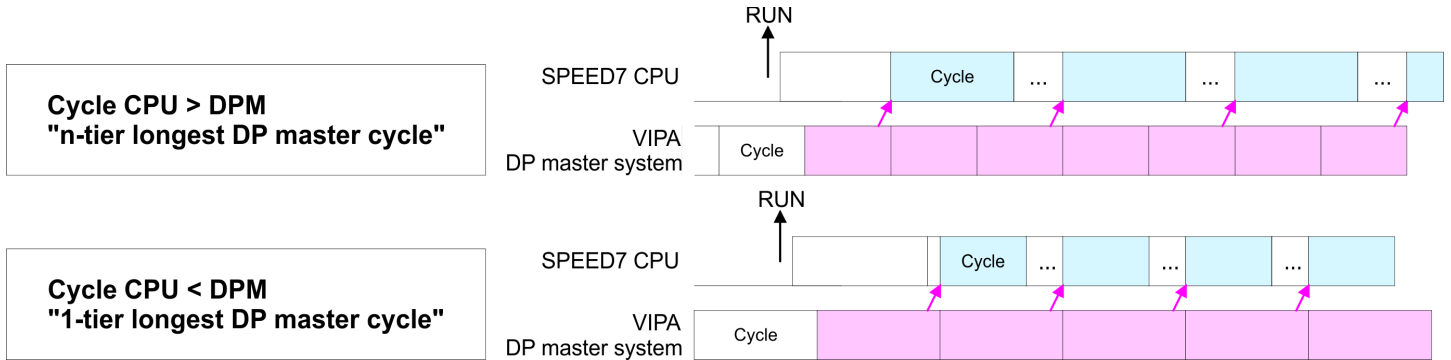 RUN
Cycle CPU > DPM
"n-tier longest DP master cycle"
SPEED7 CPU
Cycle
...
...
...
VIPA
DP master system
Cycle
RUN
Cycle CPU < DPM
"1-tier longest DP master cycle"
SPEED7 CPU
Cycle
...
...
...
VIPA
DP master system
Cycle